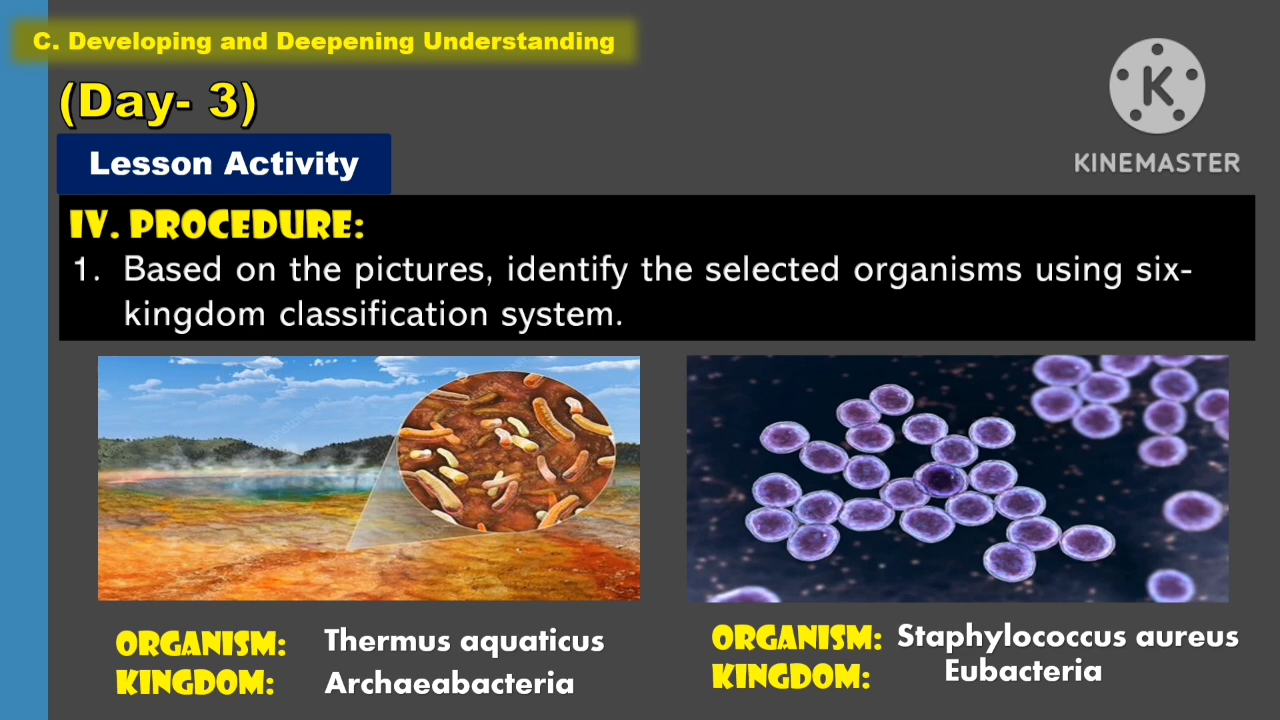 C. Developing and Deepening Understanding
(Day- 3)
K
KINEMASTER
Lesson Activity
IV. PROCEDURE:
1. Based on the pictures, identify the selected organisms using six-
kingdom classification system.
ORGANISM: Thermus aquaticus
KINGDOM: Archaeabacteria
ORGANISM: Staphylococcus aureus
KINGDOM: Eubacteria